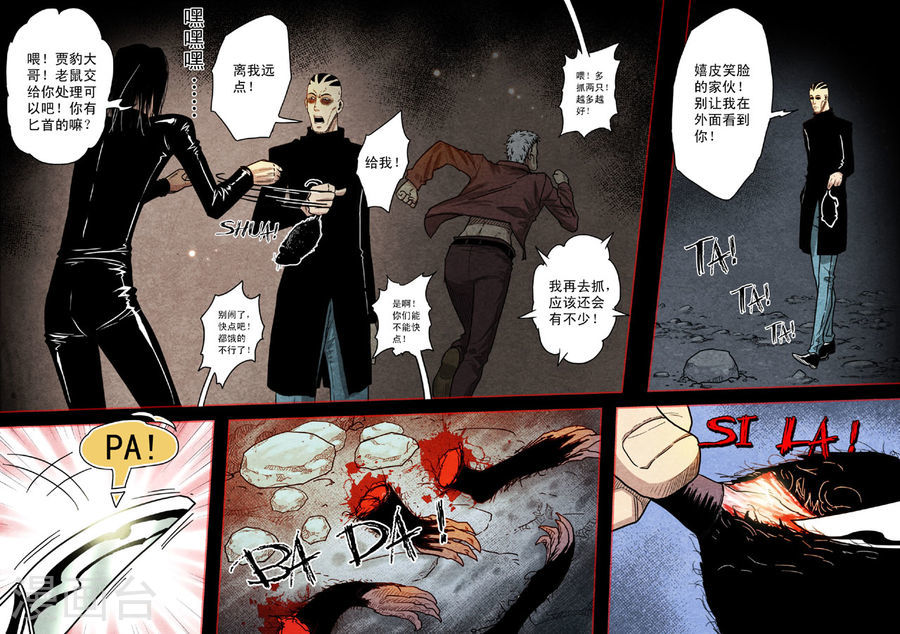 喂！贾豹大
哥！老鼠交
给你处理可
以吧！你有
匕首的嘛？
嘿嘿嘿……
离我远
点！
给我！
SHUA!
喂！多
抓两只！
越多越
好！
我再去抓，
应该还会
有不少！
别闹了，
快点吧！
都饿的
不行了！
是啊！
你们能
不能快
点！
嬉皮笑脸
的家伙！
别让我在
外面看到
你！
TA!
TA!
TA!
PA!
BA DA!
SI LA!
漫画台